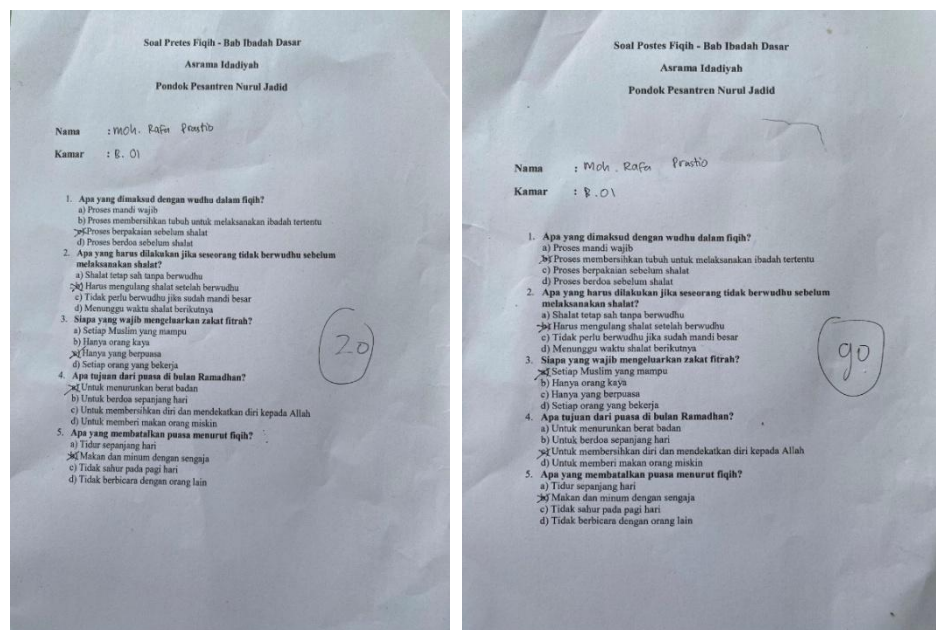 Soal Pretes Fiqih - Bab Ibadah Dasar
Asrama Idadiyah
Pondok Pesantren Nurul Jadid
Nama : Moh. Rafa Prastio
Kamar : B. 01
1. Apa yang dimaksud dengan wudhu dalam fiqih?
a) Proses mandi wajib
b) Proses membersihkan tubuh untuk melaksanakan ibadah tertentu
c) Proses berpakaian sebelum shalat
d) Proses berdoa sebelum shalat
2. Apa yang harus dilakukan jika seseorang tidak berwudhu sebelum
melaksanakan shalat?
a) Shalat tetap sah tanpa berwudhu
b) Harus mengulang shalat setelah berwudhu
c) Tidak perlu berwudhu jika sudah mandi besar
d) Menunggu waktu shalat berikutnya
3. Siapa yang wajib mengeluarkan zakat fitrah?
a) Setiap Muslim yang mampu
b) Hanya orang kaya
c) Hanya yang berpuasa
d) Setiap orang yang bekerja
4. Apa tujuan dari puasa di bulan Ramadhan?
a) Untuk menurunkan berat badan
b) Untuk berdoa sepanjang hari
c) Untuk membersihkan diri dan mendekatkan diri kepada Allah
d) Untuk memberi makan orang miskin
5. Apa yang membatalkan puasa menurut fiqih?
a) Tidur sepanjang hari
b) Makan dan minum dengan sengaja
c) Tidak sahur pada pagi hari
d) Tidak berbicara dengan orang lain
20
Soal Postes Fiqih - Bab Ibadah Dasar
Asrama Idadiyah
Pondok Pesantren Nurul Jadid
Nama : Moh. Rafa Prastio
Kamar : B.01
1. Apa yang dimaksud dengan wudhu dalam fiqih?
a) Proses mandi wajib
b) Proses membersihkan tubuh untuk melaksanakan ibadah tertentu
c) Proses berpakaian sebelum shalat
d) Proses berdoa sebelum shalat
2. Apa yang harus dilakukan jika seseorang tidak berwudhu sebelum
melaksanakan shalat?
a) Shalat tetap sah tanpa berwudhu
b) Harus mengulang shalat setelah berwudhu
c) Tidak perlu berwudhu jika sudah mandi besar
d) Menunggu waktu shalat berikutnya
3. Siapa yang wajib mengeluarkan zakat fitrah?
a) Setiap Muslim yang mampu
b) Hanya orang kaya
c) Hanya yang berpuasa
d) Setiap orang yang bekerja
4. Apa tujuan dari puasa di bulan Ramadhan?
a) Untuk menurunkan berat badan
b) Untuk berdoa sepanjang hari
c) Untuk membersihkan diri dan mendekatkan diri kepada Allah
d) Untuk memberi makan orang miskin
5. Apa yang membatalkan puasa menurut fiqih?
a) Tidur sepanjang hari
b) Makan dan minum dengan sengaja
c) Tidak sahur pada pagi hari
d) Tidak berbicara dengan orang lain
90